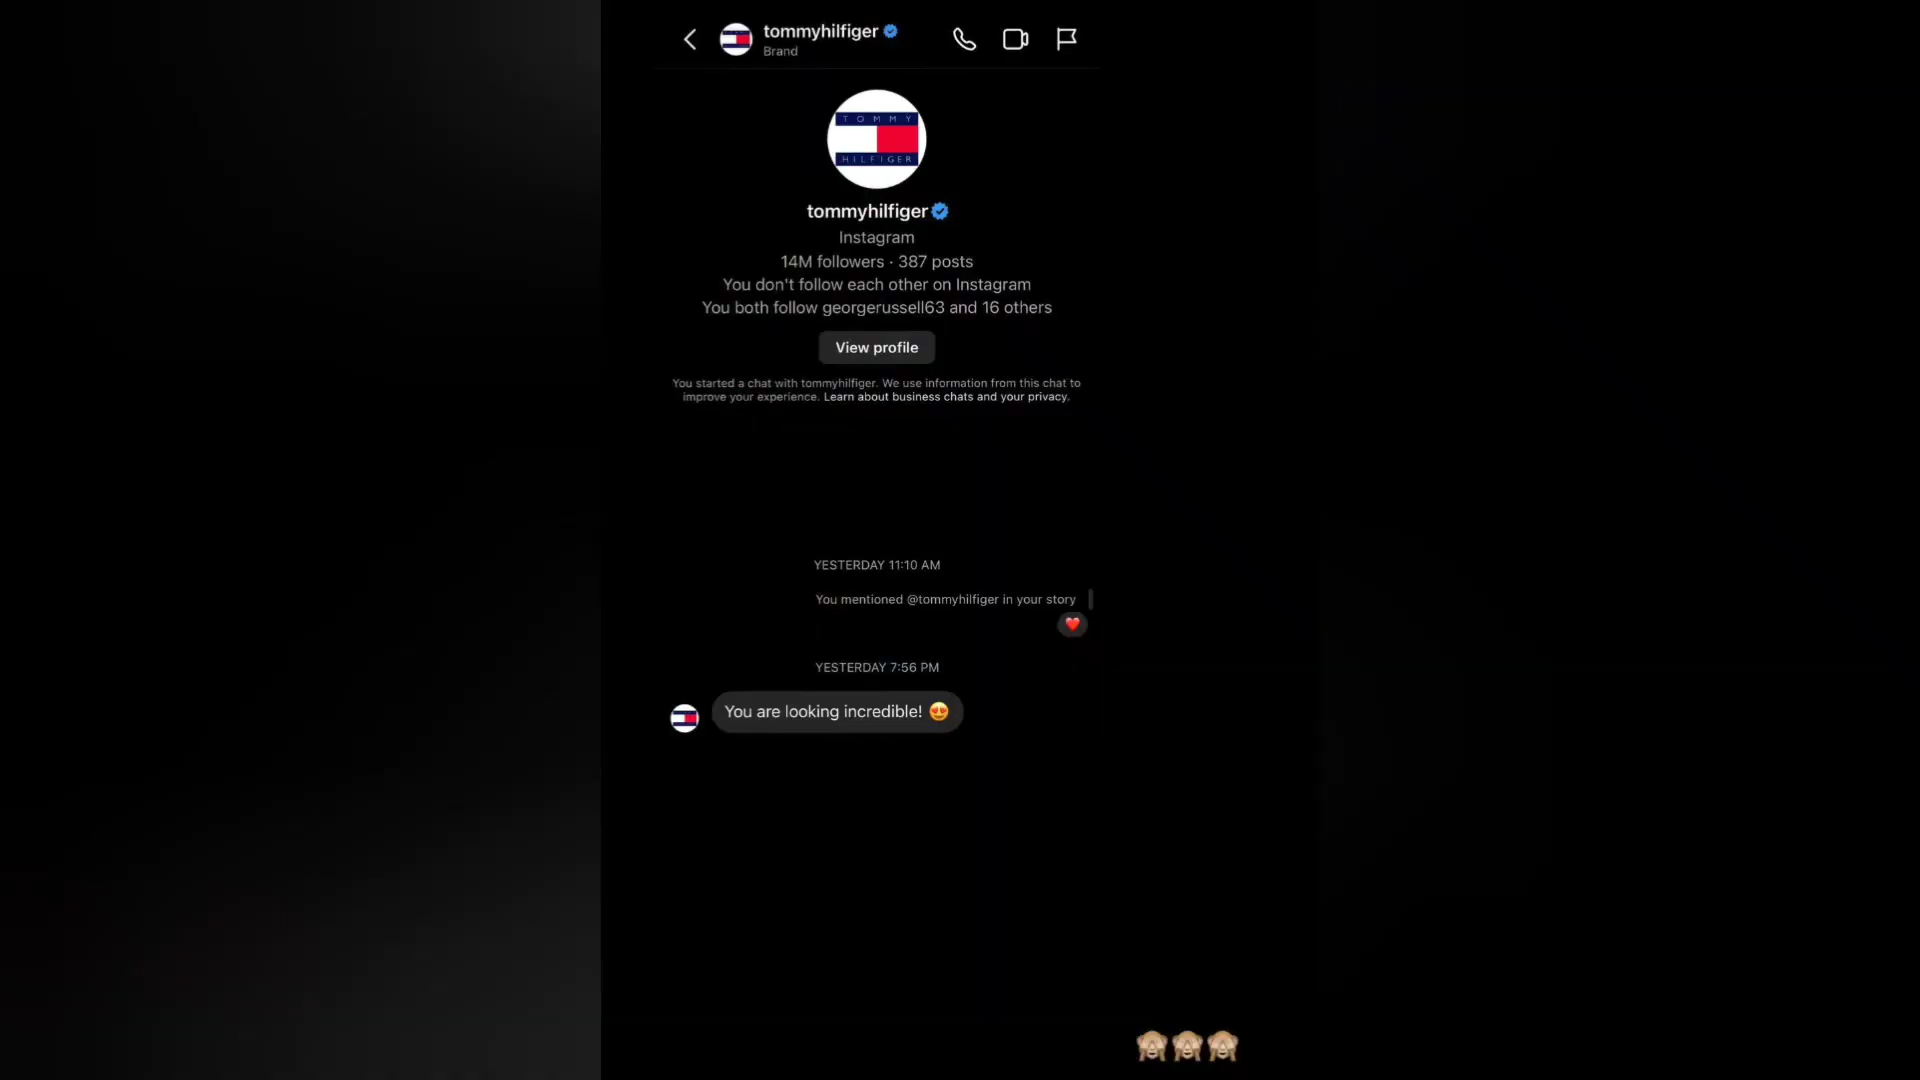 tommyhilfiger
Brand
TOMMY
HILFIGER
tommyhilfiger
Instagram
14M followers · 387 posts
You don't follow each other on Instagram
You both follow georgerussell63 and 16 others
View profile
You started a chat with tommyhilfiger. We use information from this chat to
improve your experience. Learn about business chats and your privacy.
YESTERDAY 11:10 AM
You mentioned @tommyhilfiger in your story
❤️
YESTERDAY 7:56 PM
You are looking incredible! 😍
🙈🙈🙈